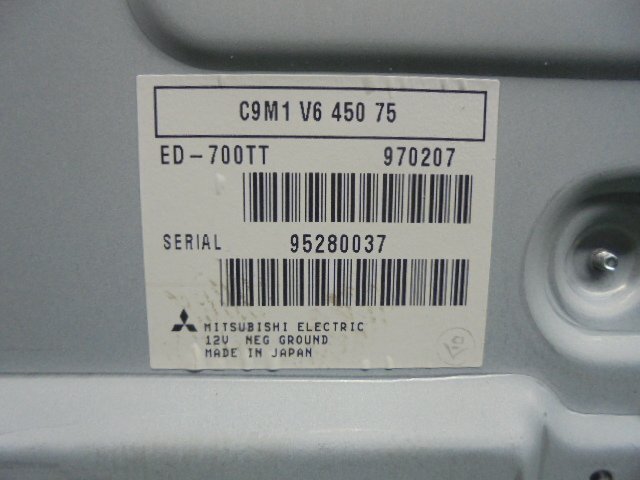 C9M1 V6 450 75
ED-700TT 970207
SERIAL 95280037
MITSUBISHI ELECTRIC
12V NEG GROUND
MADE IN JAPAN